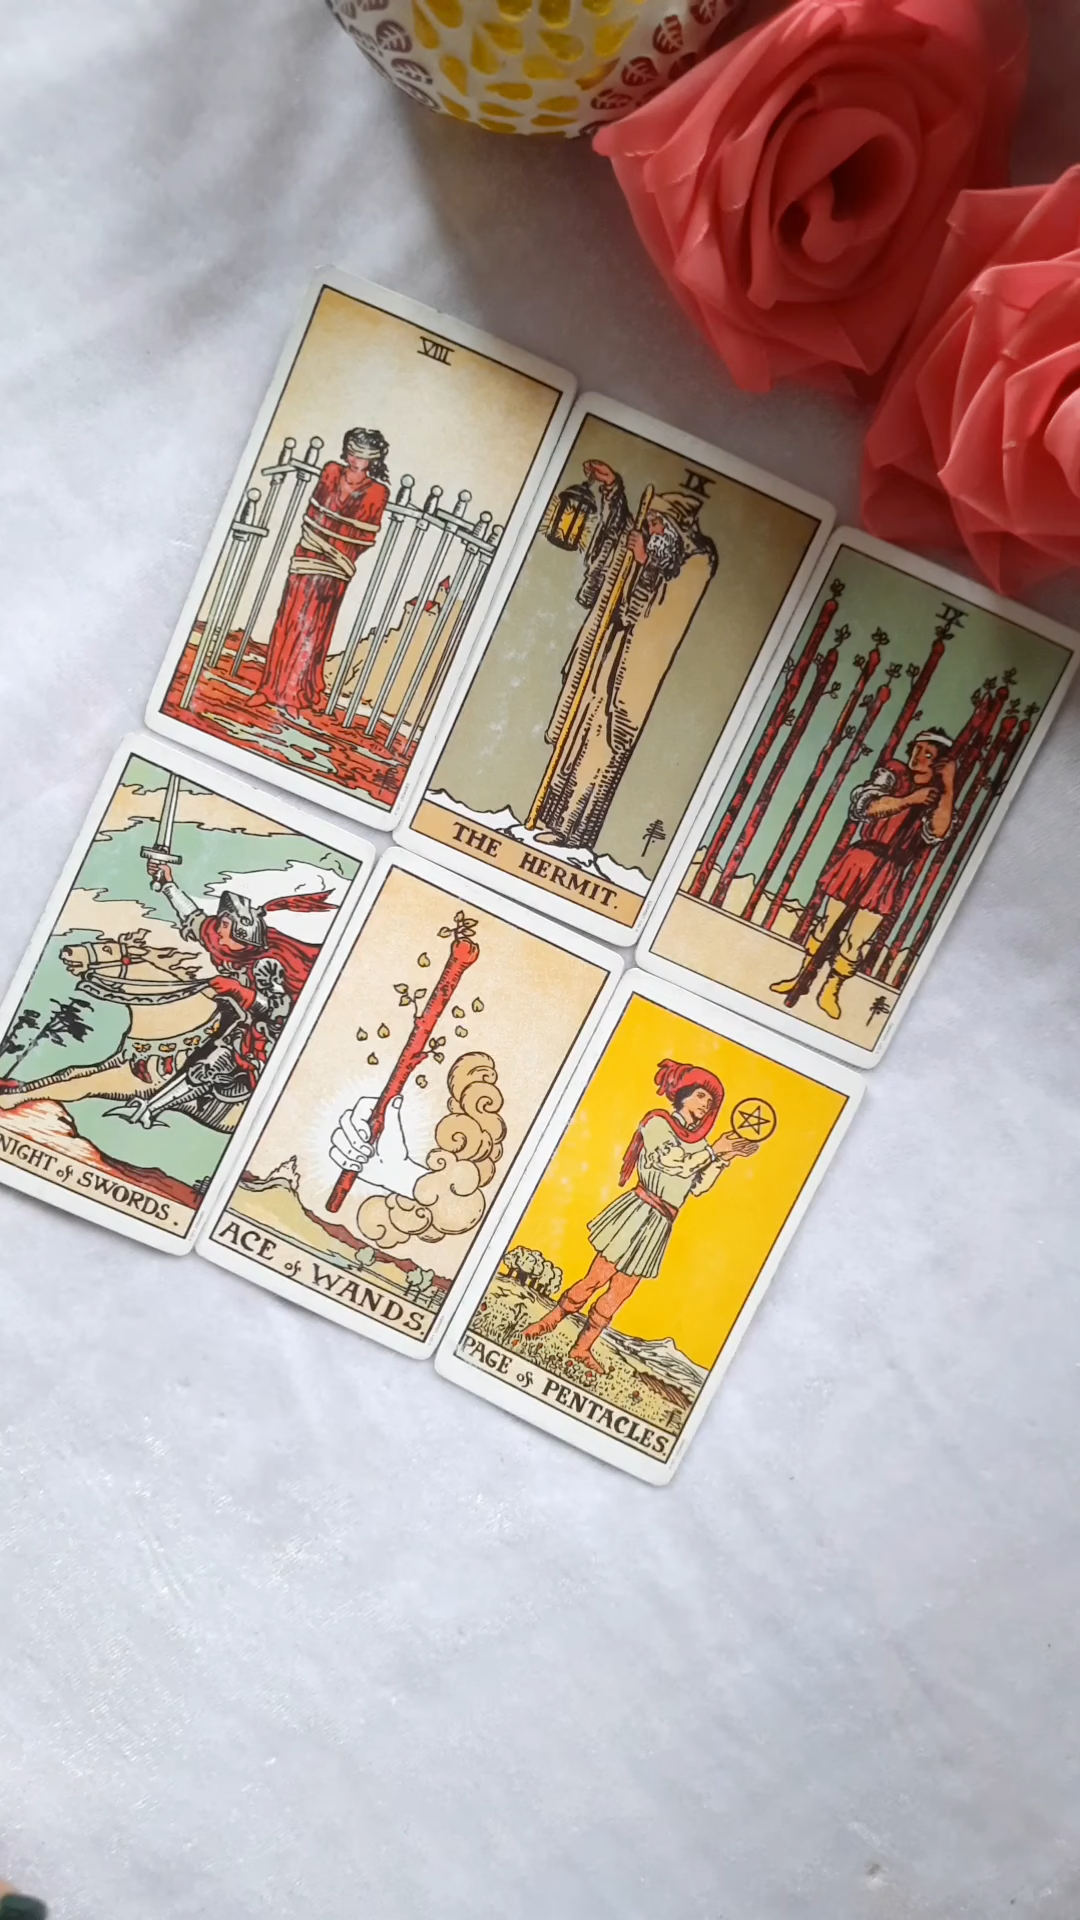 VIII
IX
THE HERMIT.
IX
NIGHT of SWORDS.
ACE of WANDS.
PAGE of PENTACLES.